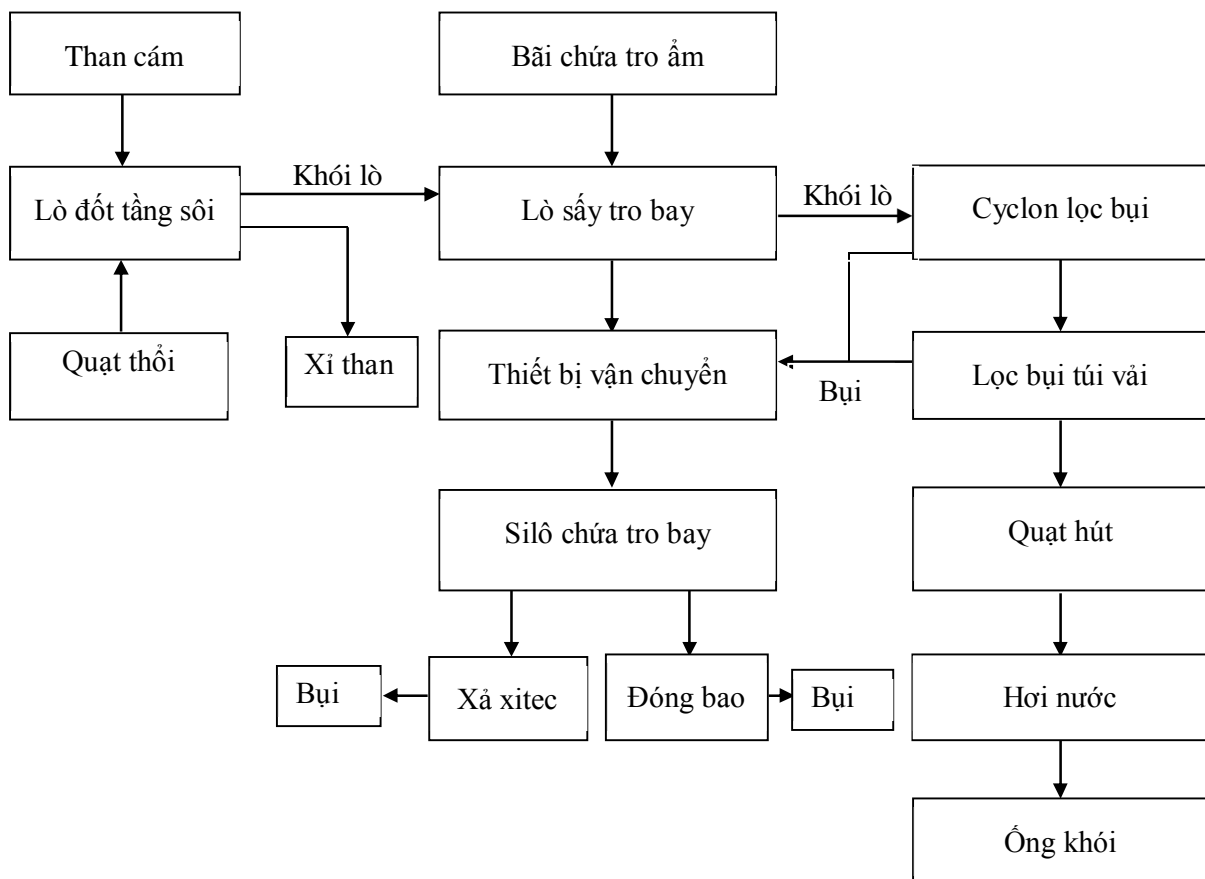 Than cám
Bãi chứa tro ẩm
Lò đốt tầng sôi
Khói lò
Lò sấy tro bay
Khói lò
Cyclon lọc bụi
Quạt thổi
Xỉ than
Thiết bị vận chuyển
Bụi
Lọc bụi túi vải
Silô chứa tro bay
Quạt hút
Bụi
Xả xitec
Đóng bao
Bụi
Hơi nước
Ống khói